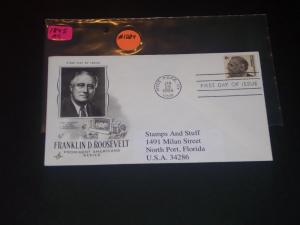 #1284
FIRST DAY OF ISSUE
FIRST DAY OF ISSUE
FRANKLIN D. ROOSEVELT
PROMINENT AMERICANS
SERIES
Stamps And Stuff
1491 Milan Street
North Port, Florida
U.S.A. 34286